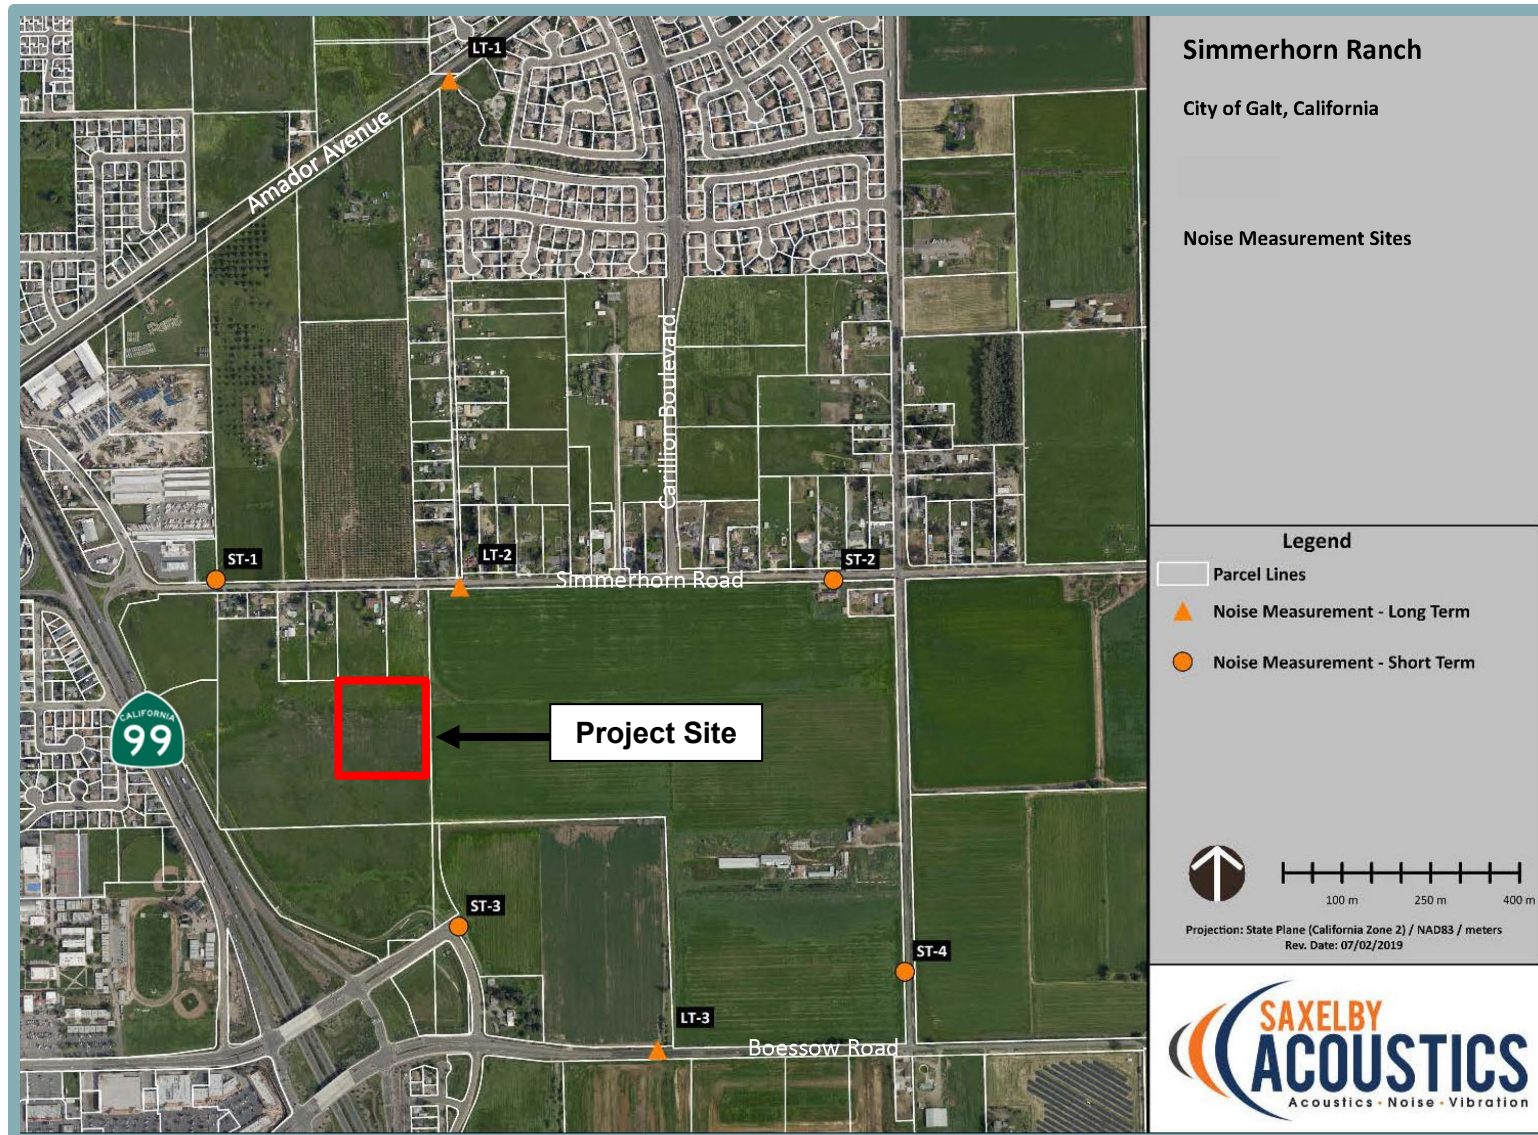 LT-1
Amador Avenue
Carillion Boulevard.
ST-1
LT-2
Simmerhorn Road
ST-2
CALIFORNIA
99
Project Site
ST-3
ST-4
LT-3
Boessow Road
Simmerhorn Ranch
City of Galt, California
Noise Measurement Sites
Legend
Parcel Lines
Noise Measurement - Long Term
Noise Measurement - Short Term
100 m 250 m 400 m
Projection: State Plane (California Zone 2) / NAD83 / meters
Rev. Date: 07/02/2019
SAXELBY
ACOUSTICS
Acoustics · Noise · Vibration